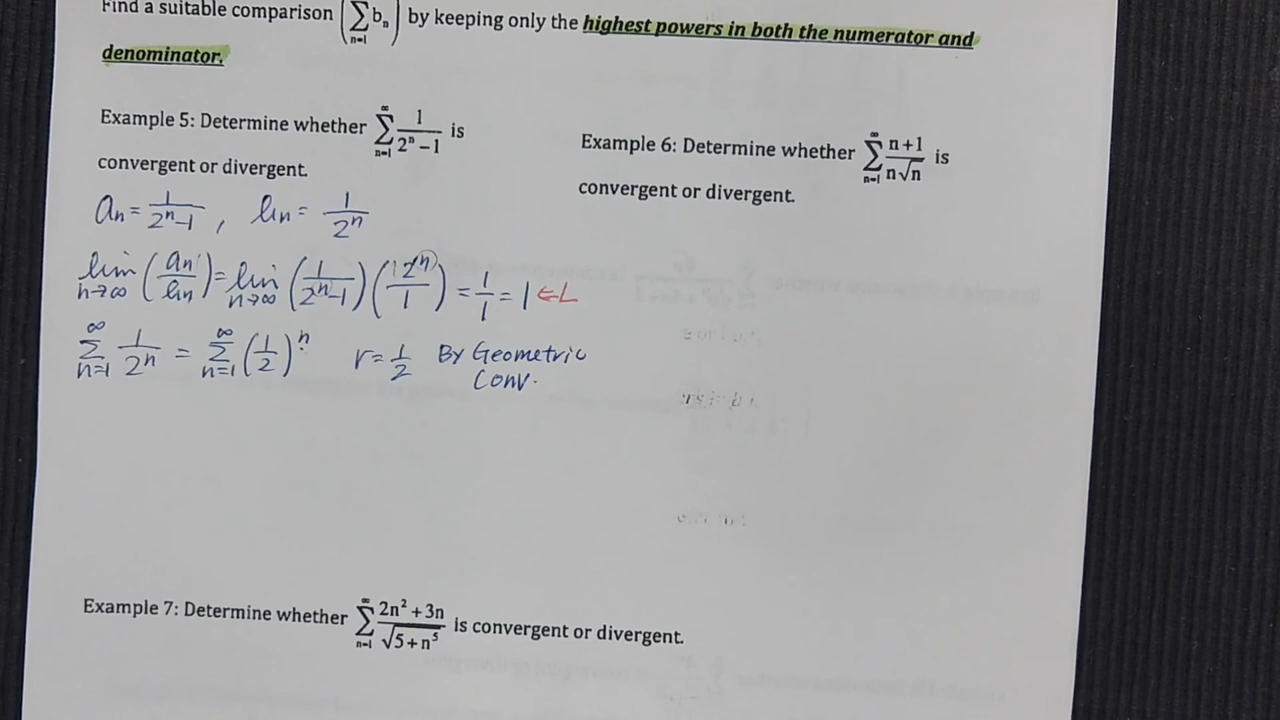 Find a suitable comparison (∑_{n=1} b_n) by keeping only the highest powers in both the numerator and
denominator.
Example 5: Determine whether ∑_{n=1}^{∞} 1/(2^n − 1) is
convergent or divergent.
a_n = 1/(2^n − 1), b_n = 1/2^n
lim_{n→∞} (a_n/b_n) = lim_{n→∞} (1/(2^n − 1)) (1·2^n/1) = 1/1 = 1 ← L
∑_{n=1}^{∞} 1/2^n = ∑_{n=1}^{∞} (1/2)^n r = 1/2 By Geometric
Conv.
Example 6: Determine whether ∑_{n=1}^{∞} (n+1)/(n√n) is
convergent or divergent.
Example 7: Determine whether ∑_{n=1}^{∞} (2n² + 3n)/√(5 + n⁵) is convergent or divergent.